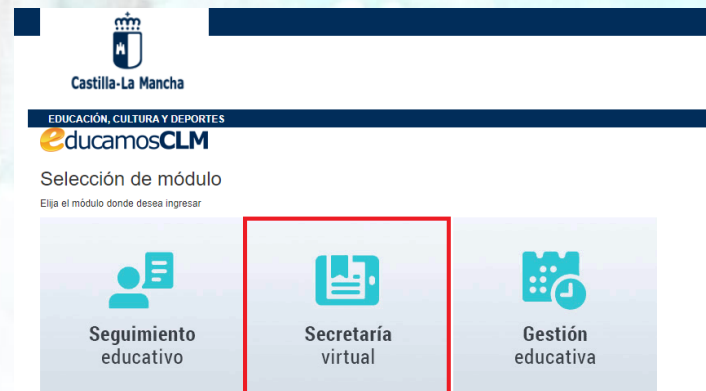 Castilla-La Mancha
EDUCACIÓN, CULTURA Y DEPORTES
educamosCLM
Selección de módulo
Elija el módulo donde desea ingresar
Seguimiento
educativo
Secretaría
virtual
Gestión
educativa